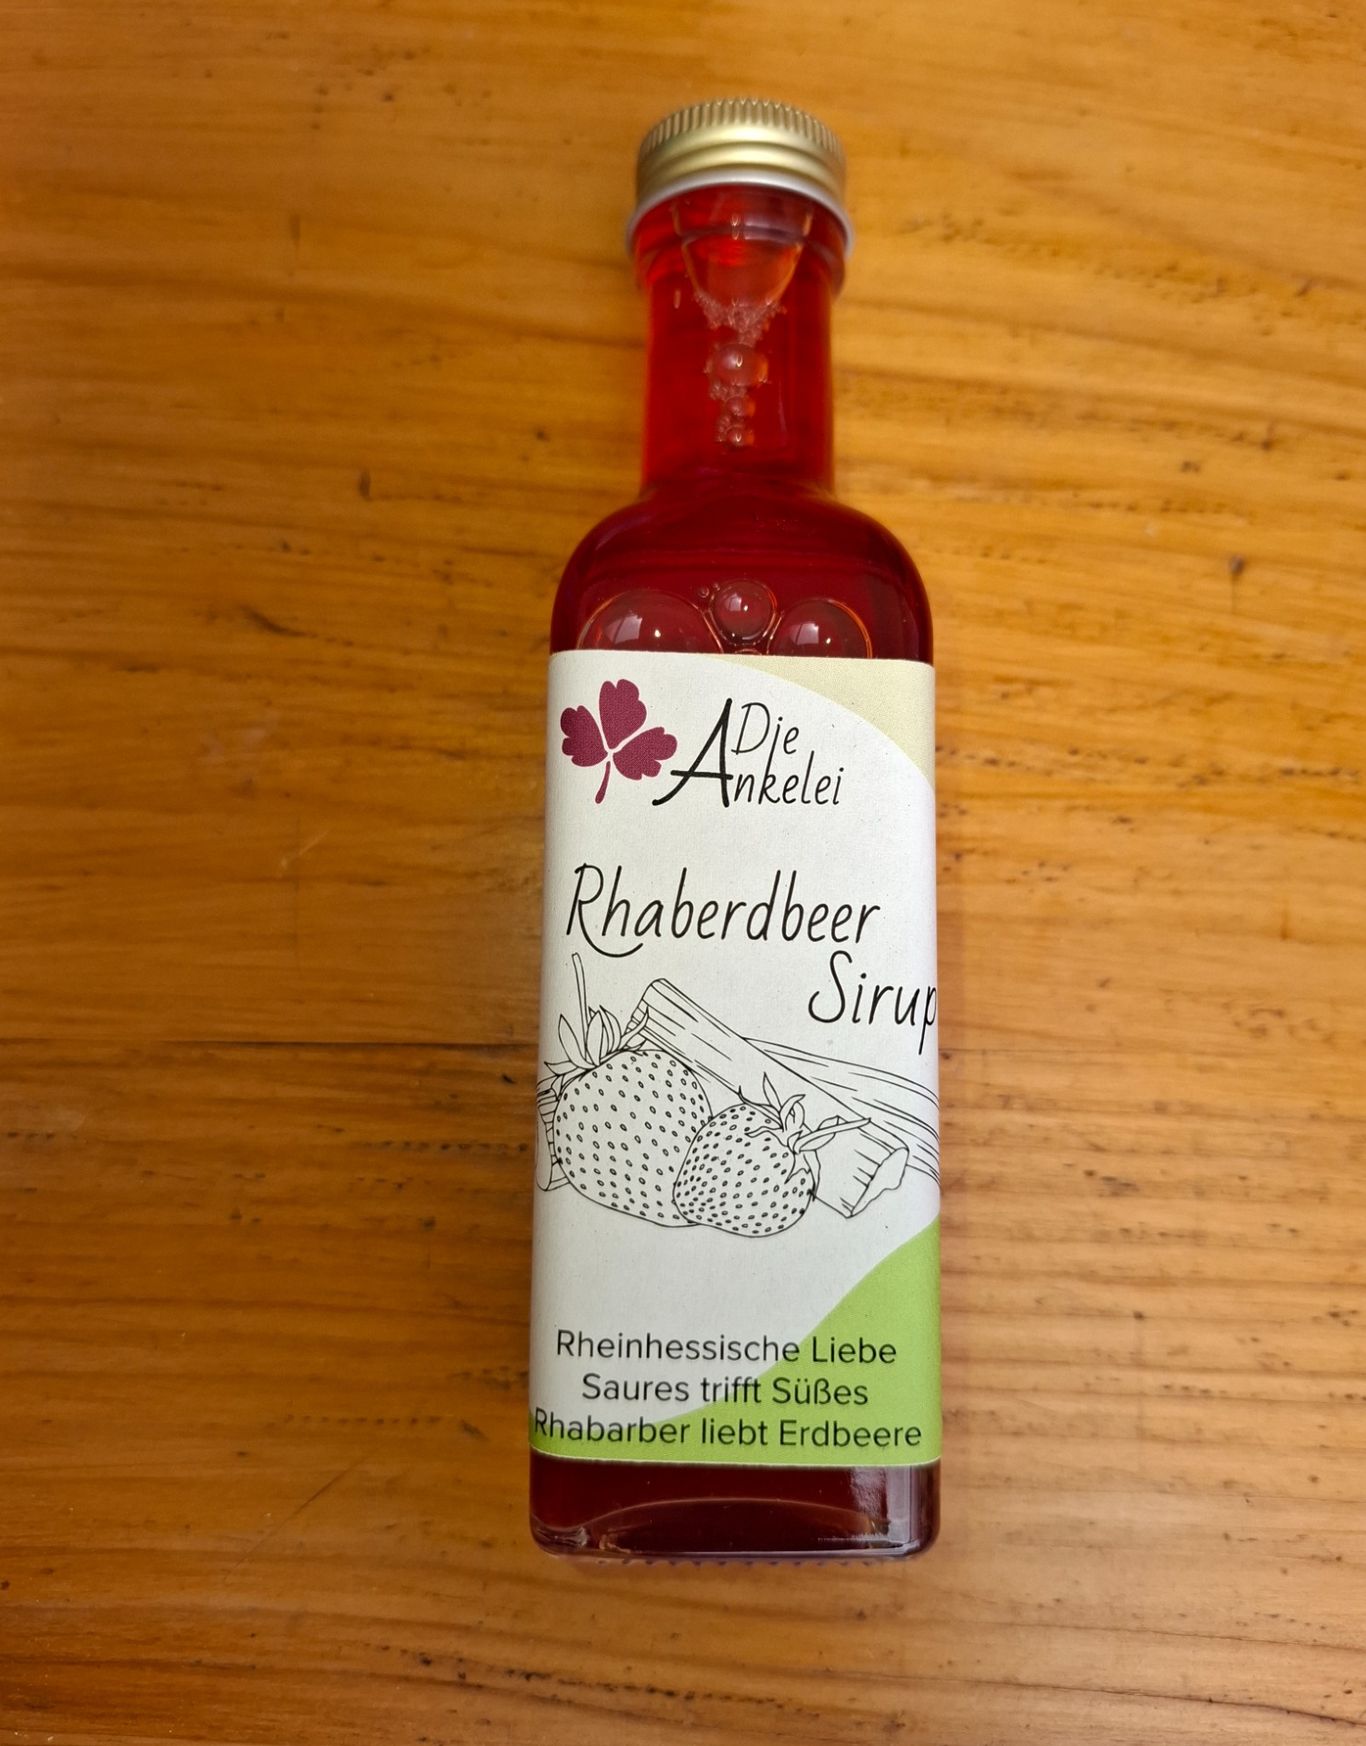 Die
Ankelei
Rhaberdbeer
Sirup
Rheinhessische Liebe
Saures trifft Süßes
Rhabarber liebt Erdbeere